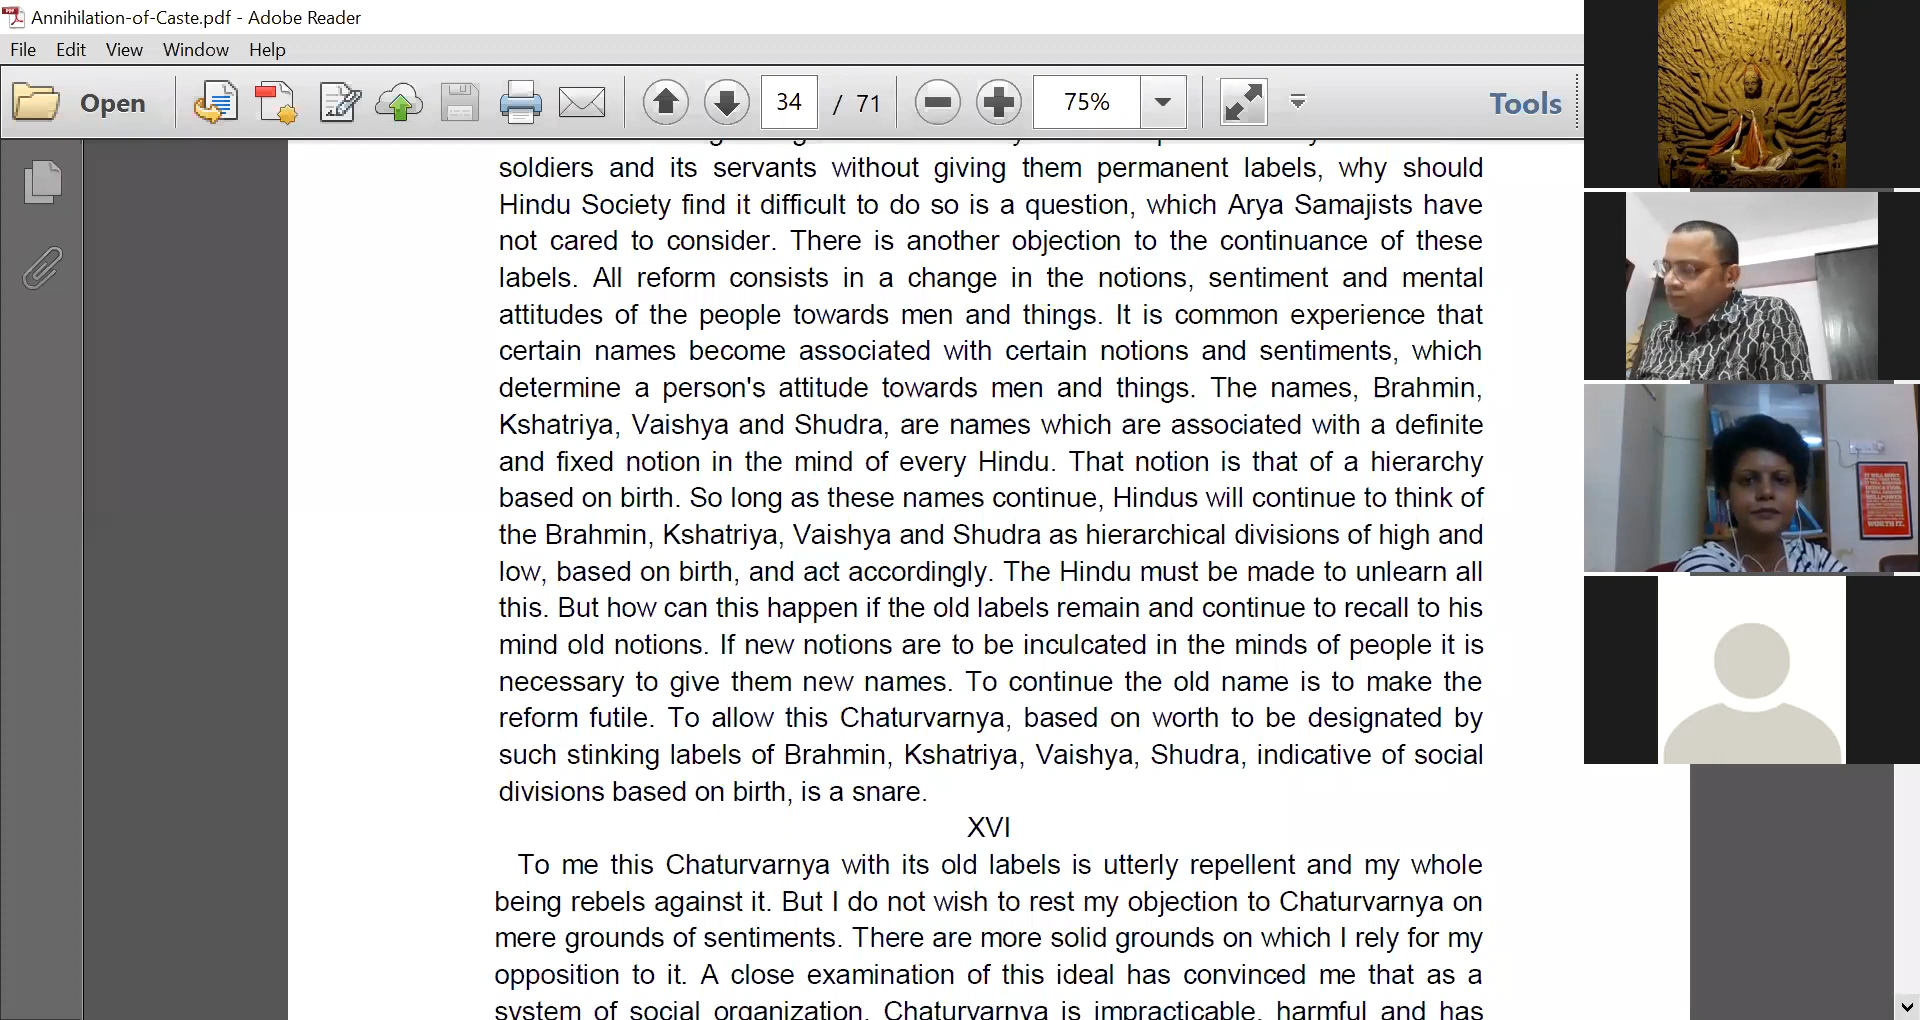 Annihilation-of-Caste.pdf - Adobe Reader
File Edit View Window Help
Open 34 / 71 75% Tools
soldiers and its servants without giving them permanent labels, why should
Hindu Society find it difficult to do so is a question, which Arya Samajists have
not cared to consider. There is another objection to the continuance of these
labels. All reform consists in a change in the notions, sentiment and mental
attitudes of the people towards men and things. It is common experience that
certain names become associated with certain notions and sentiments, which
determine a person's attitude towards men and things. The names, Brahmin,
Kshatriya, Vaishya and Shudra, are names which are associated with a definite
and fixed notion in the mind of every Hindu. That notion is that of a hierarchy
based on birth. So long as these names continue, Hindus will continue to think of
the Brahmin, Kshatriya, Vaishya and Shudra as hierarchical divisions of high and
low, based on birth, and act accordingly. The Hindu must be made to unlearn all
this. But how can this happen if the old labels remain and continue to recall to his
mind old notions. If new notions are to be inculcated in the minds of people it is
necessary to give them new names. To continue the old name is to make the
reform futile. To allow this Chaturvarnya, based on worth to be designated by
such stinking labels of Brahmin, Kshatriya, Vaishya, Shudra, indicative of social
divisions based on birth, is a snare.
XVI
To me this Chaturvarnya with its old labels is utterly repellent and my whole
being rebels against it. But I do not wish to rest my objection to Chaturvarnya on
mere grounds of sentiments. There are more solid grounds on which I rely for my
opposition to it. A close examination of this ideal has convinced me that as a
system of social organization, Chaturvarnya is impracticable, harmful and has
WORTH IT.